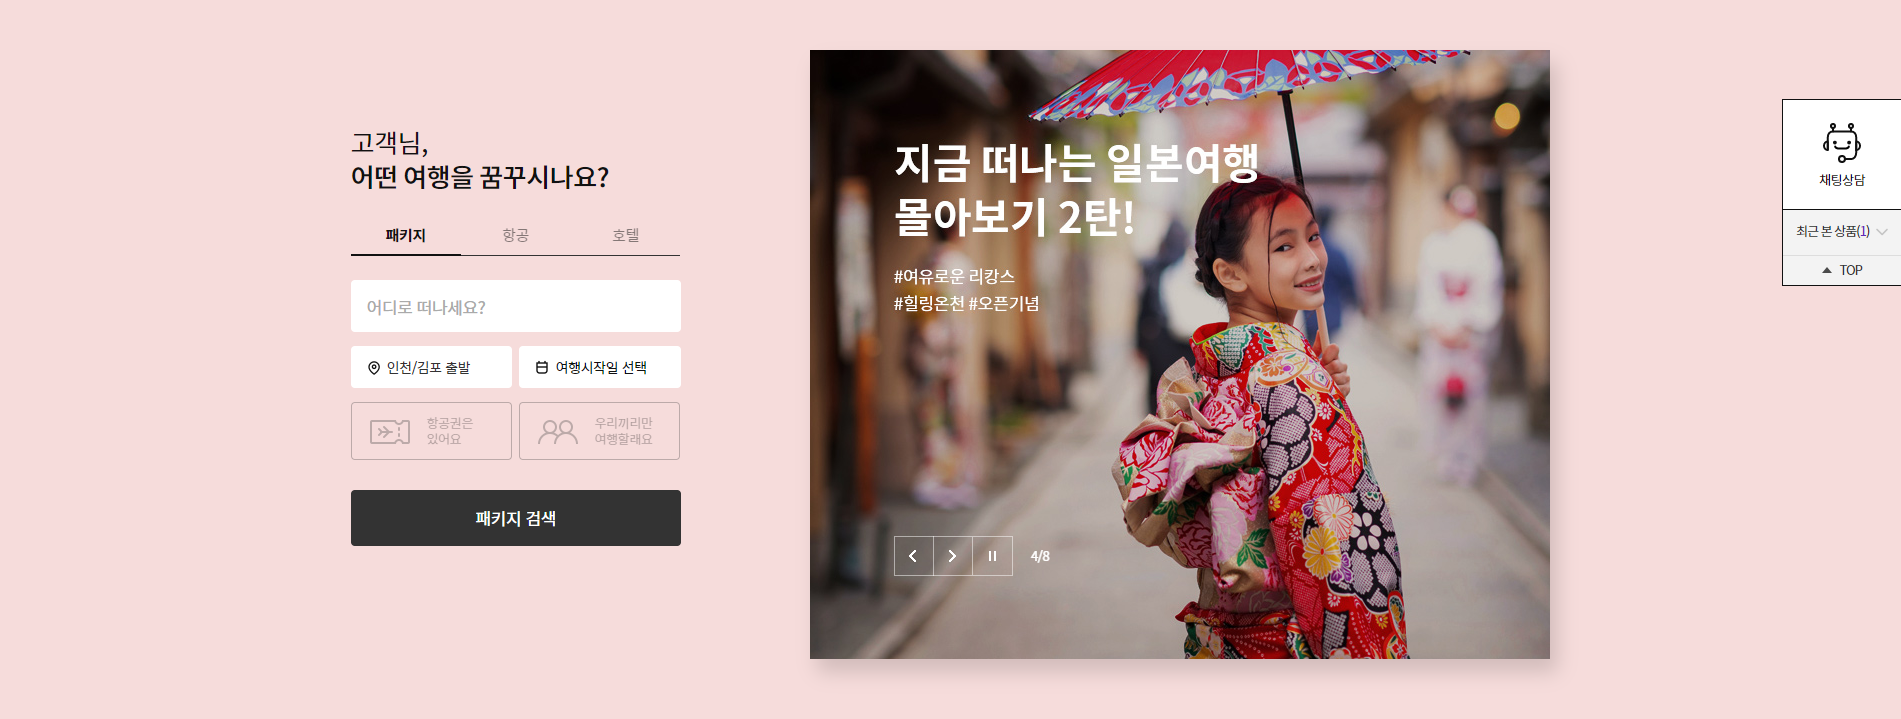 고객님,
어떤 여행을 꿈꾸시나요?
패키지 항공 호텔
어디로 떠나세요?
인천/김포 출발 여행시작일 선택
항공권은
있어요
우리끼리만
여행할래요
패키지 검색
지금 떠나는 일본여행
몰아보기 2탄!
#여유로운 리캉스
#힐링온천 #오픈기념
4/8
채팅상담
최근 본 상품(1)
TOP